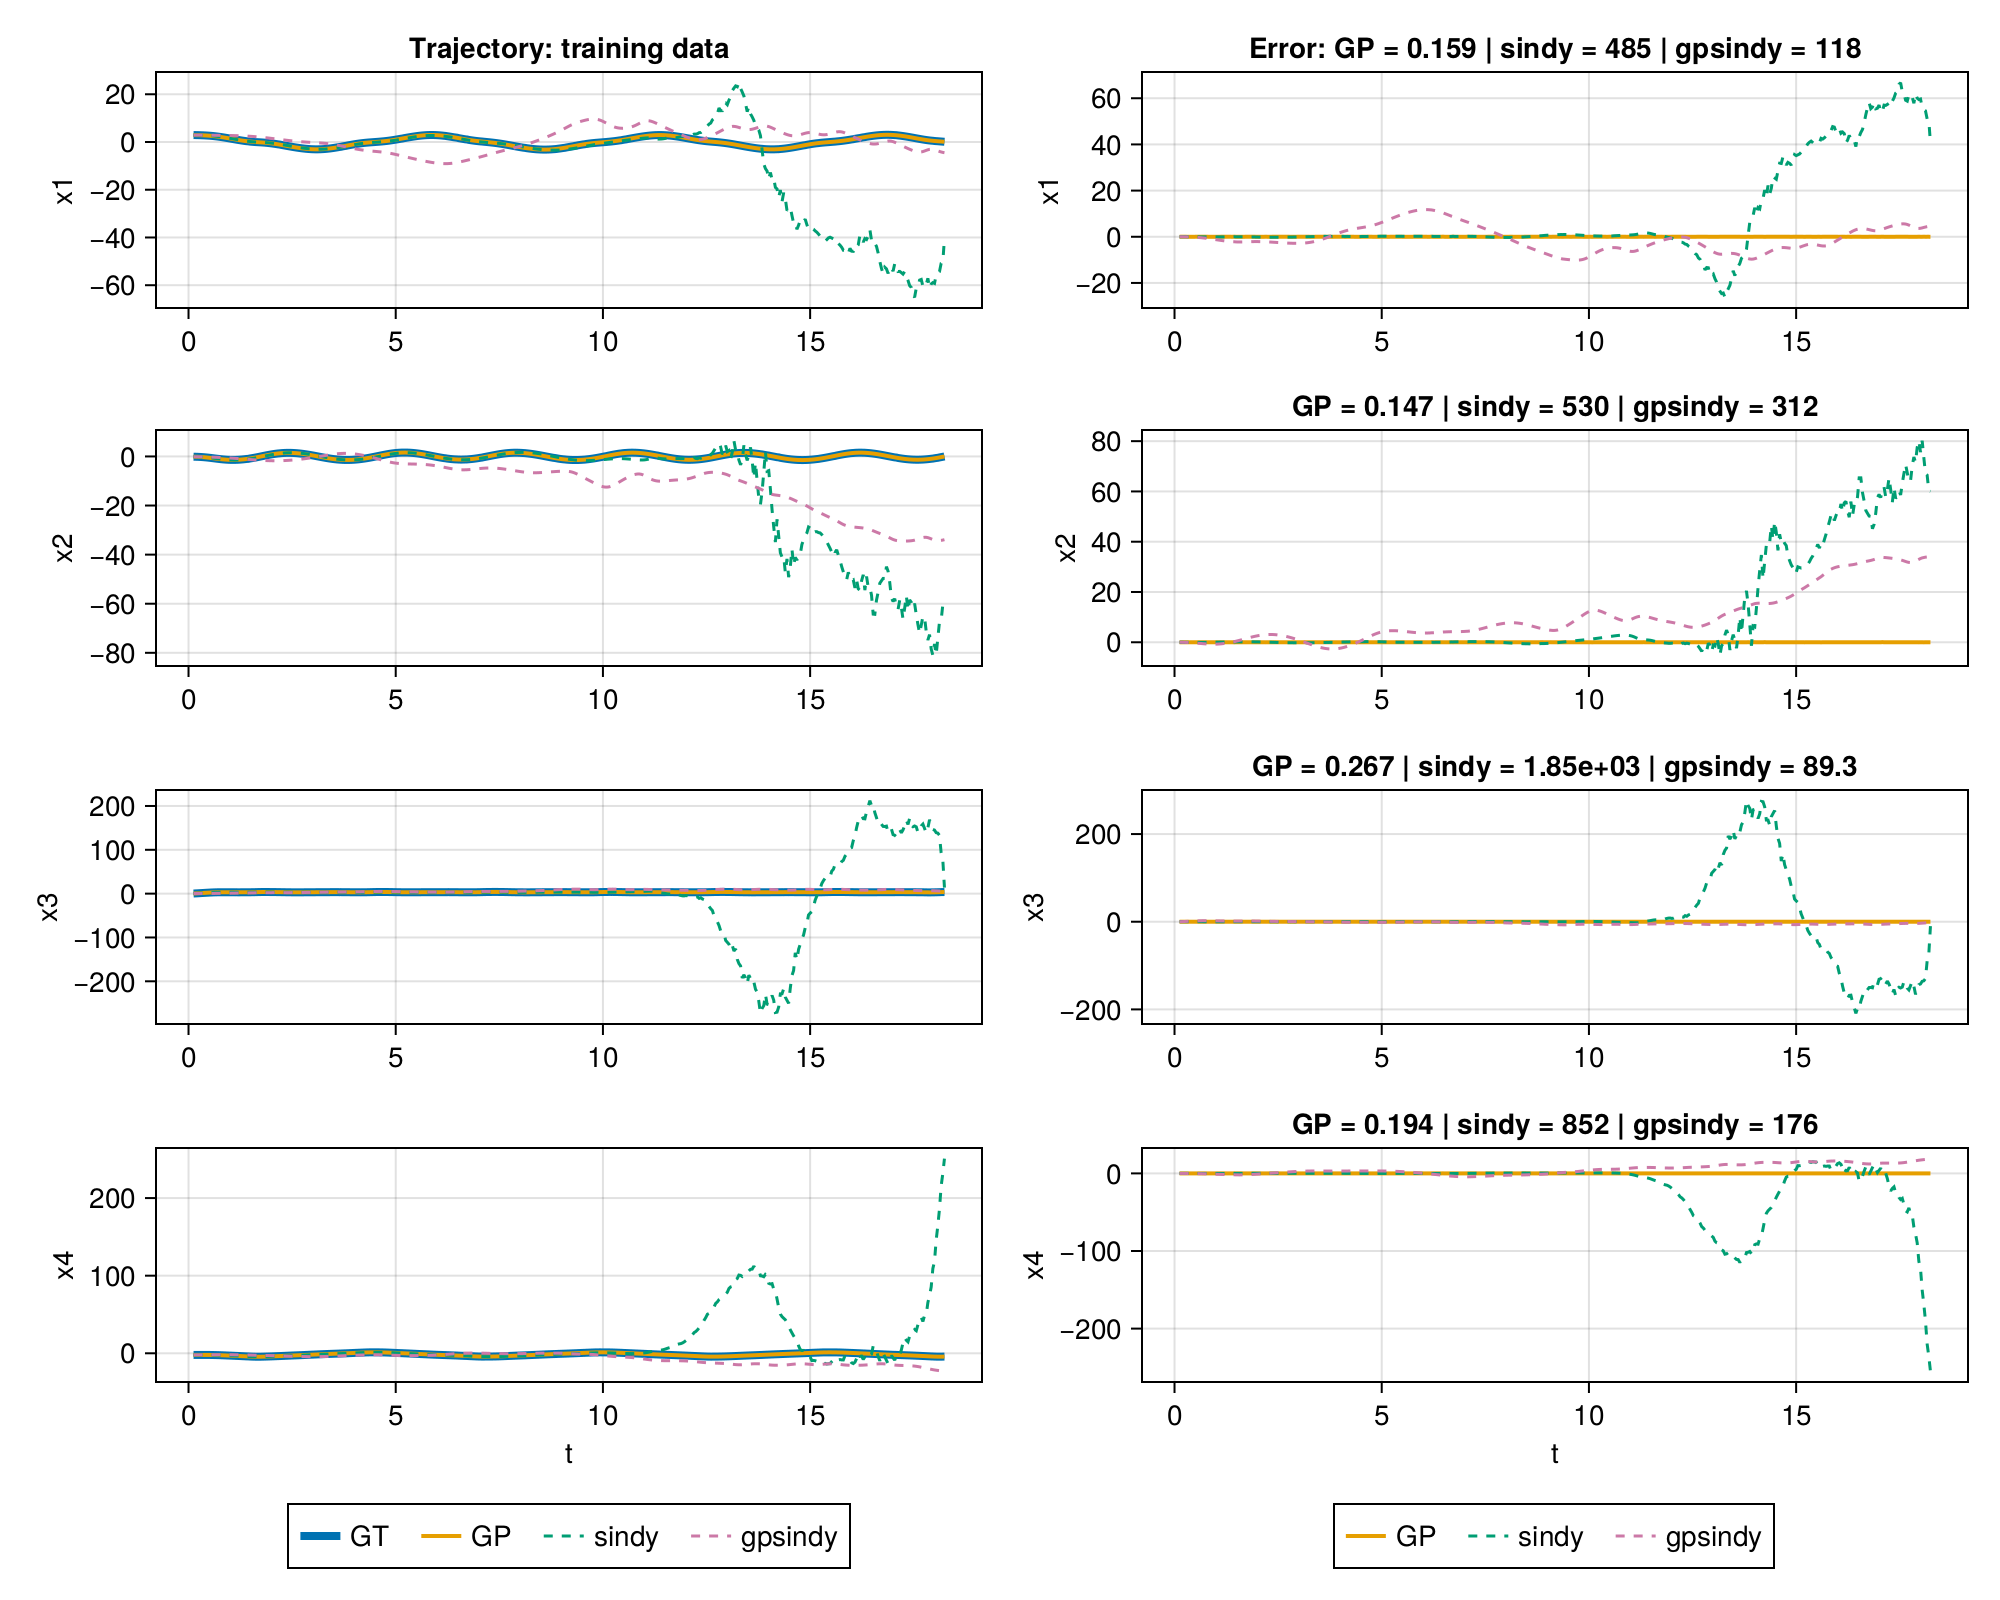 Trajectory: training data
x1
20
0
−20
−40
−60
0 5 10 15
Error: GP = 0.159 | sindy = 485 | gpsindy = 118
x1
60
40
20
0
−20
0 5 10 15
x2
0
−20
−40
−60
−80
0 5 10 15
GP = 0.147 | sindy = 530 | gpsindy = 312
x2
80
60
40
20
0
0 5 10 15
x3
200
100
0
−100
−200
0 5 10 15
GP = 0.267 | sindy = 1.85e+03 | gpsindy = 89.3
x3
200
0
−200
0 5 10 15
x4
200
100
0
0 5 10 15
t
GP = 0.194 | sindy = 852 | gpsindy = 176
x4
0
−100
−200
0 5 10 15
t
GT GP sindy gpsindy
GP sindy gpsindy